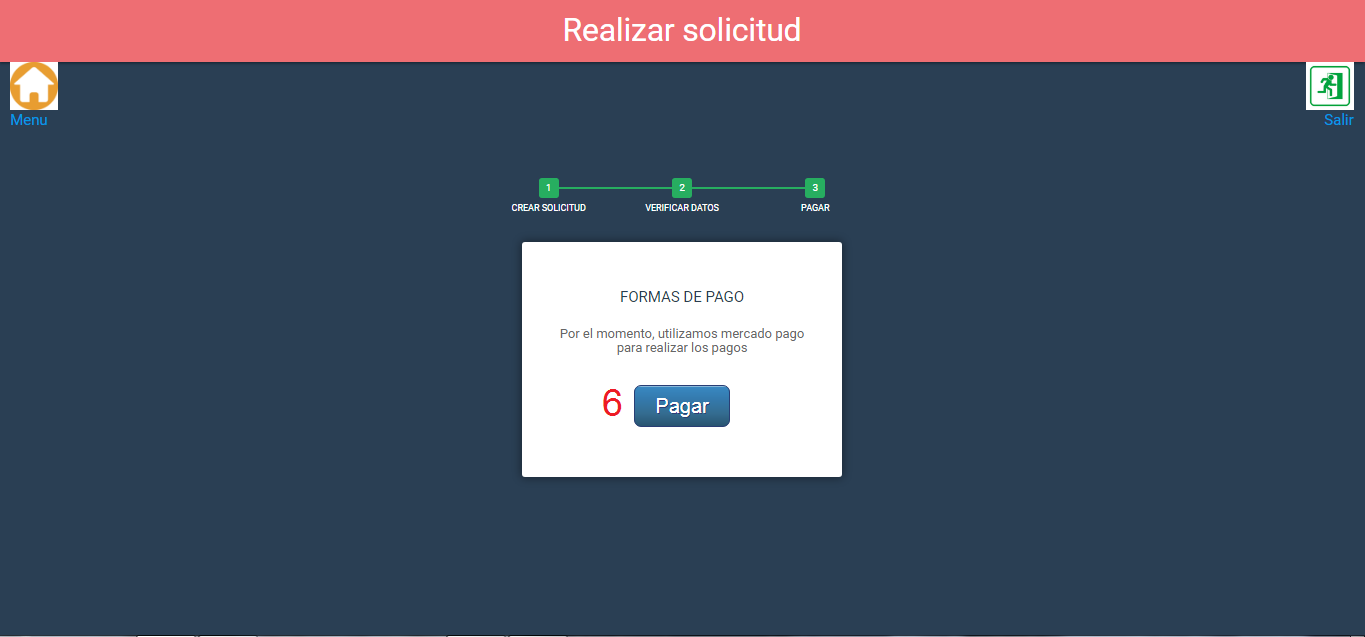 Realizar solicitud
Menu
Salir
1
2
3
CREAR SOLICITUD
VERIFICAR DATOS
PAGAR
FORMAS DE PAGO
Por el momento, utilizamos mercado pago
para realizar los pagos
6
Pagar